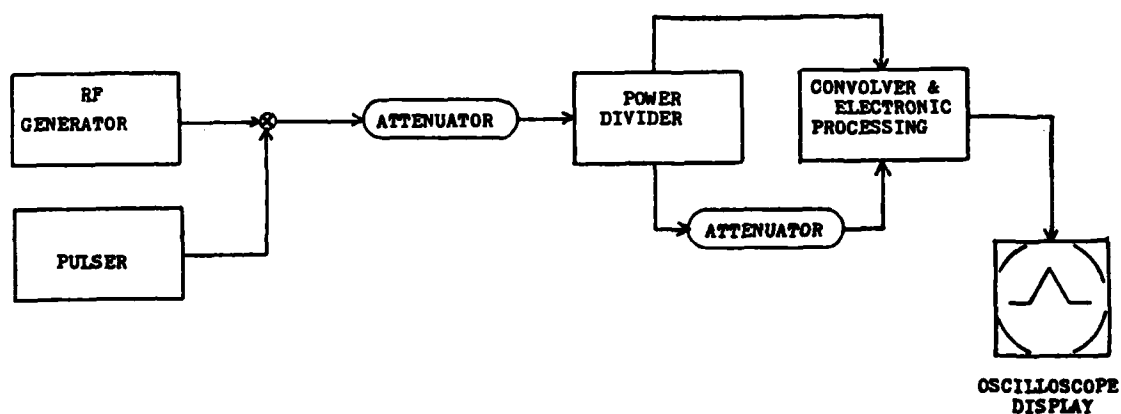 RF
GENERATOR
PULSER
ATTENUATOR
POWER
DIVIDER
ATTENUATOR
CONVOLVER &
ELECTRONIC
PROCESSING
OSCILLOSCOPE
DISPLAY